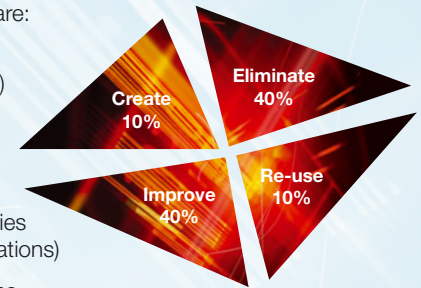 are:
)
Create
10%
Eliminate
40%
Improve
40%
Re-use
10%
ies
ations)